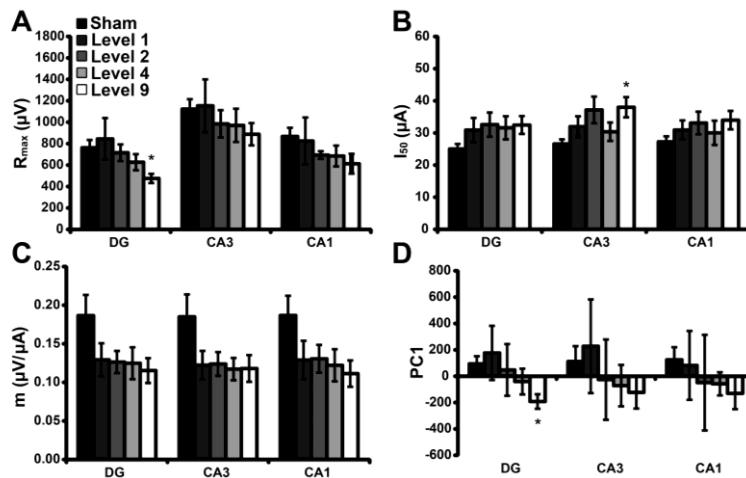 A
Sham
Level 1
Level 2
Level 4
Level 9
1800
1600
1400
1200
1000
800
600
400
200
0
Rmax (µV)
*
DG
CA3
CA1
B
60
50
40
30
20
10
0
I50 (µA)
*
DG
CA3
CA1
C
0.25
0.20
0.15
0.10
0.05
0.00
m (µV/µA)
DG
CA3
CA1
D
800
600
400
200
0
-200
-400
-600
PC1
*
DG
CA3
CA1